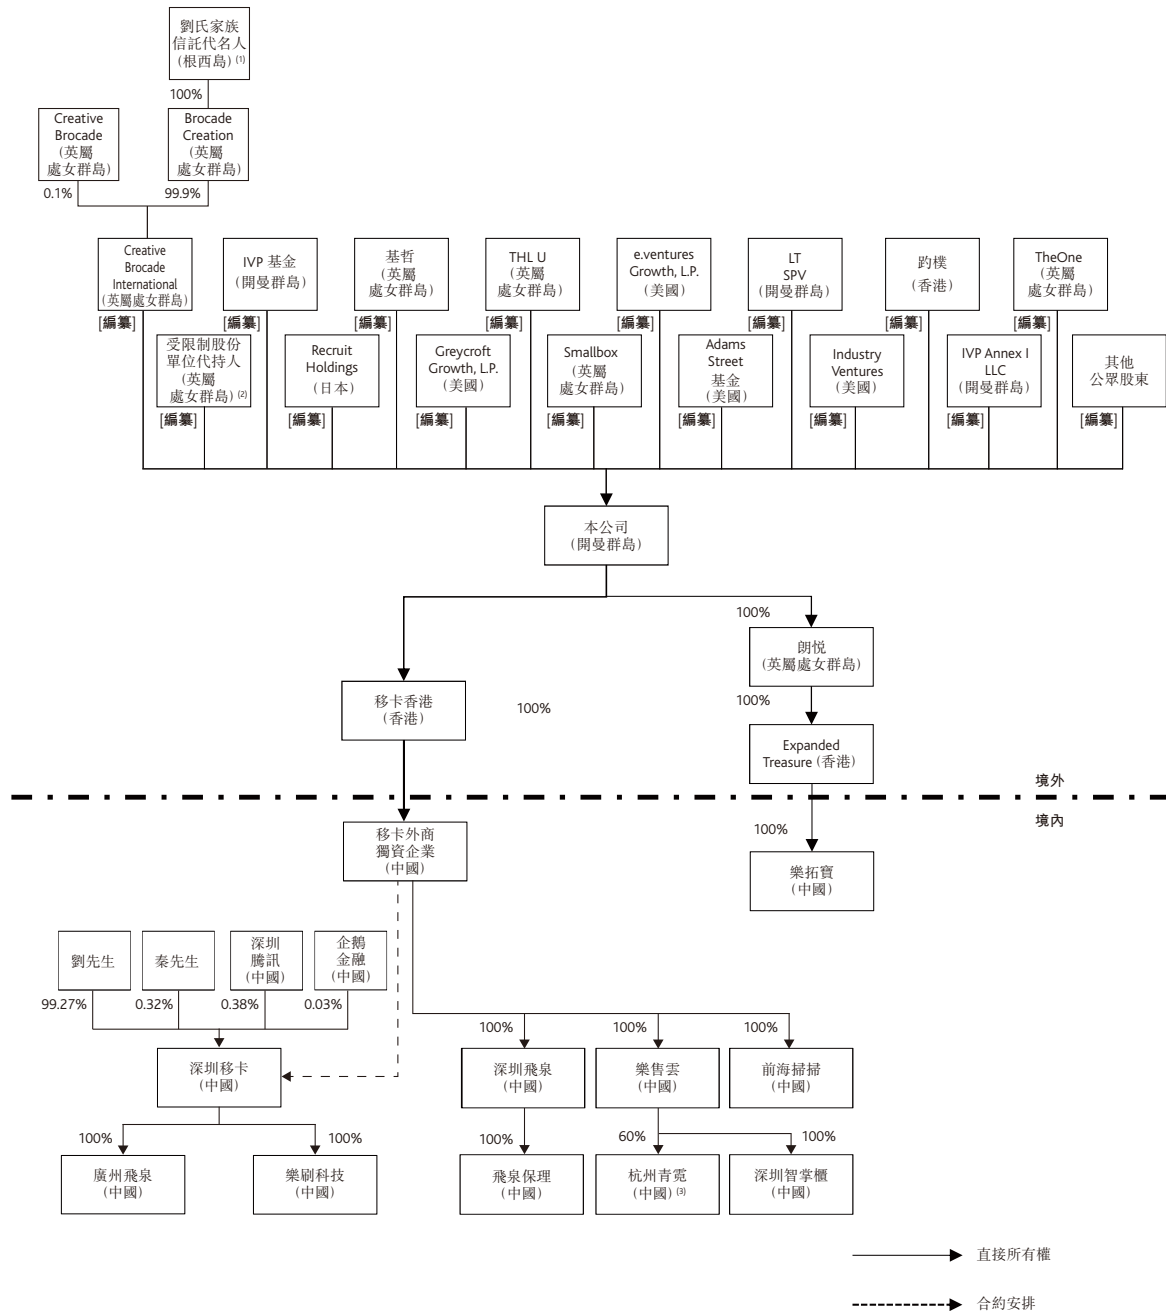 劉氏家族
信託代名人
(根西島) (1)
100%
Creative
Brocade
(英屬
處女群島)
Brocade
Creation
(英屬
處女群島)
0.1%
99.9%
Creative
Brocade
International
(英屬處女群島)
IVP 基金
(開曼群島)
基哲
(英屬
處女群島)
THL U
(英屬
處女群島)
e.ventures
Growth, L.P.
(美國)
LT
SPV
(開曼群島)
趵樸
(香港)
TheOne
(英屬
處女群島)
[編纂]
[編纂]
[編纂]
[編纂]
[編纂]
[編纂]
[編纂]
[編纂]
受限制股份
單位代持人
(英屬
處女群島) (2)
Recruit
Holdings
(日本)
Greycroft
Growth, L.P.
(美國)
Smallbox
(英屬
處女群島)
Adams
Street
基金
(美國)
Industry
Ventures
(美國)
IVP Annex I
LLC
(開曼群島)
其他
公眾股東
[編纂]
[編纂]
[編纂]
[編纂]
[編纂]
[編纂]
[編纂]
[編纂]
本公司
(開曼群島)
100%
朗悅
(英屬處女群島)
100%
移卡香港
(香港)
100%
Expanded
Treasure (香港)
境外
境內
移卡外商
獨資企業
(中國)
100%
樂拓寶
(中國)
劉先生
秦先生
深圳
騰訊
(中國)
企鵝
金融
(中國)
99.27%
0.32%
0.38%
0.03%
100%
100%
100%
深圳移卡
(中國)
深圳飛泉
(中國)
樂售雲
(中國)
前海掃掃
(中國)
100%
100%
100%
60%
100%
廣州飛泉
(中國)
樂刷科技
(中國)
飛泉保理
(中國)
杭州青霓
(中國) (3)
深圳智掌櫃
(中國)
直接所有權
合約安排